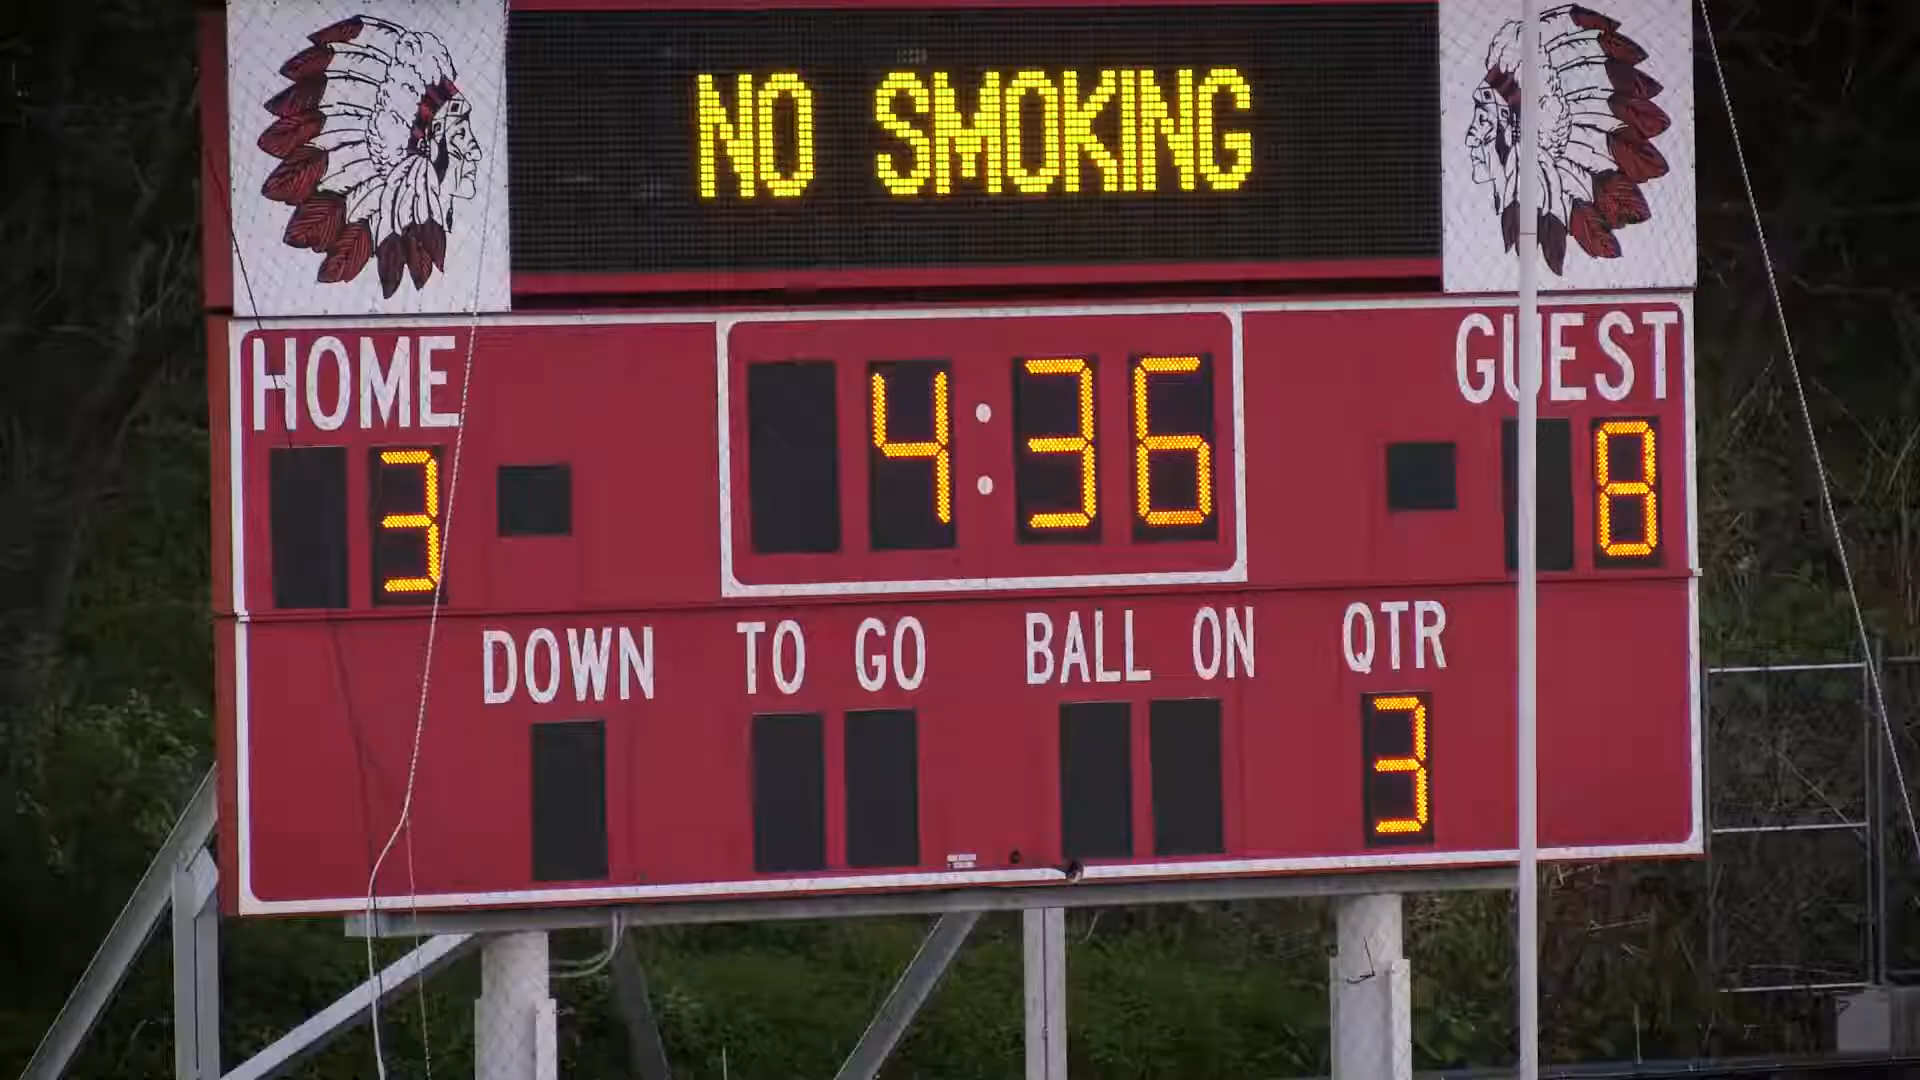 NO SMOKING
HOME 4:36 GUEST
3 8
DOWN TO GO BALL ON QTR
3